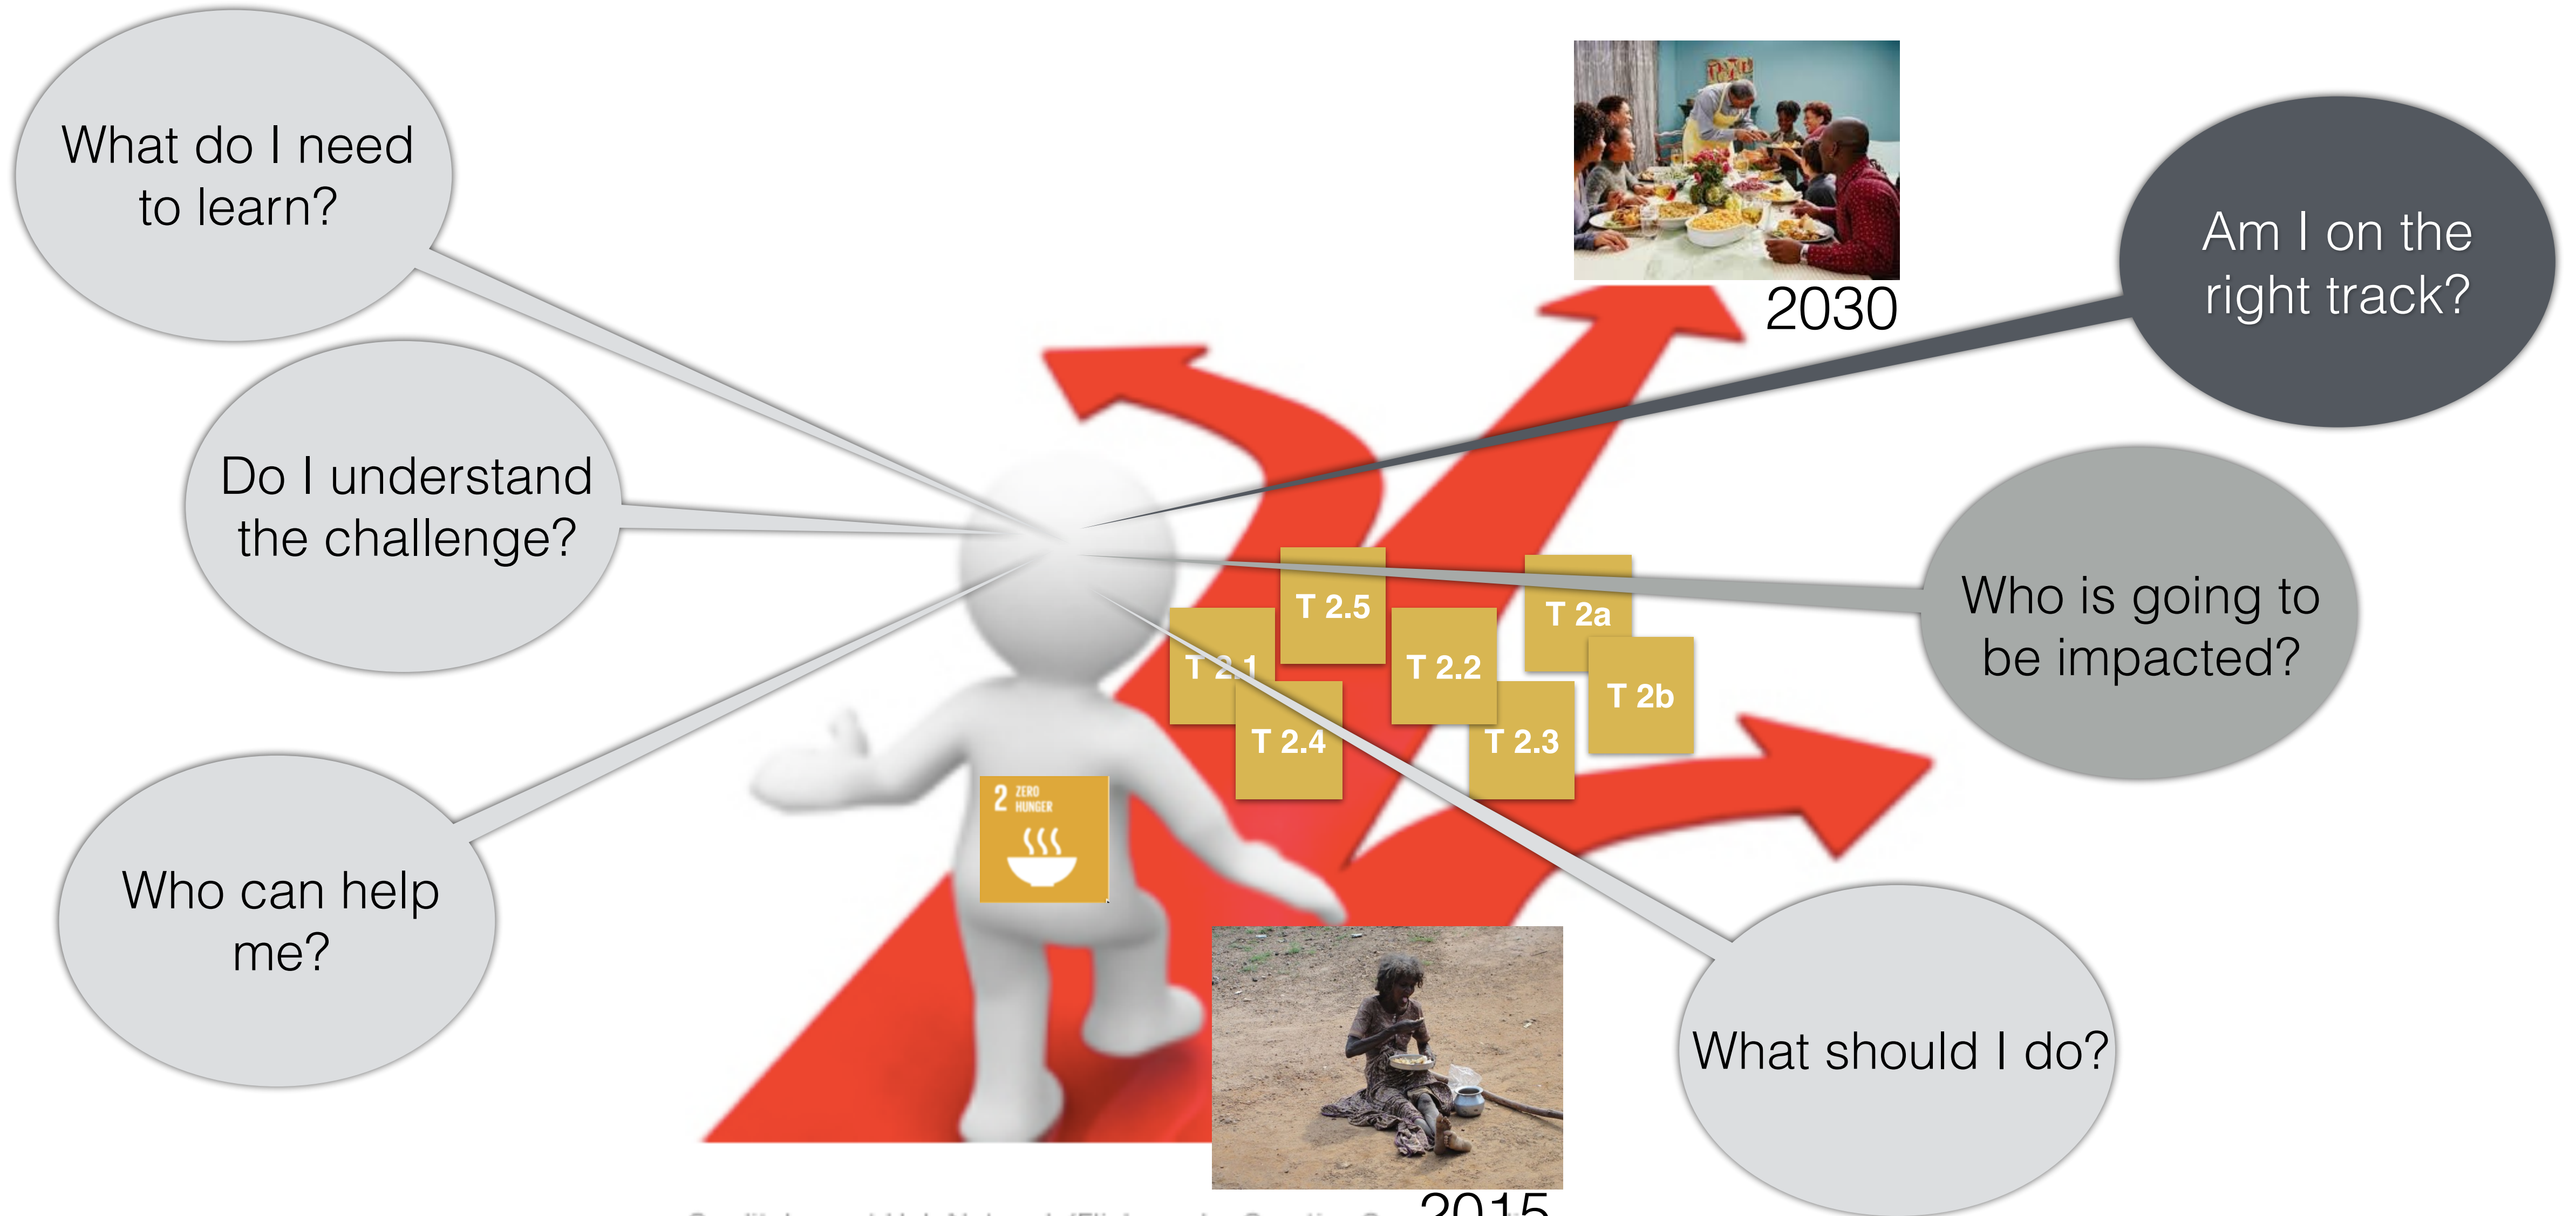 What do I need
to learn?
2030
Am I on the
right track?
Do I understand
the challenge?
Who is going to
be impacted?
T 2.5
T 2a
T 2.1
T 2.2
T 2b
T 2.4
T 2.3
2 ZERO
HUNGER
Who can help
me?
What should I do?
2015